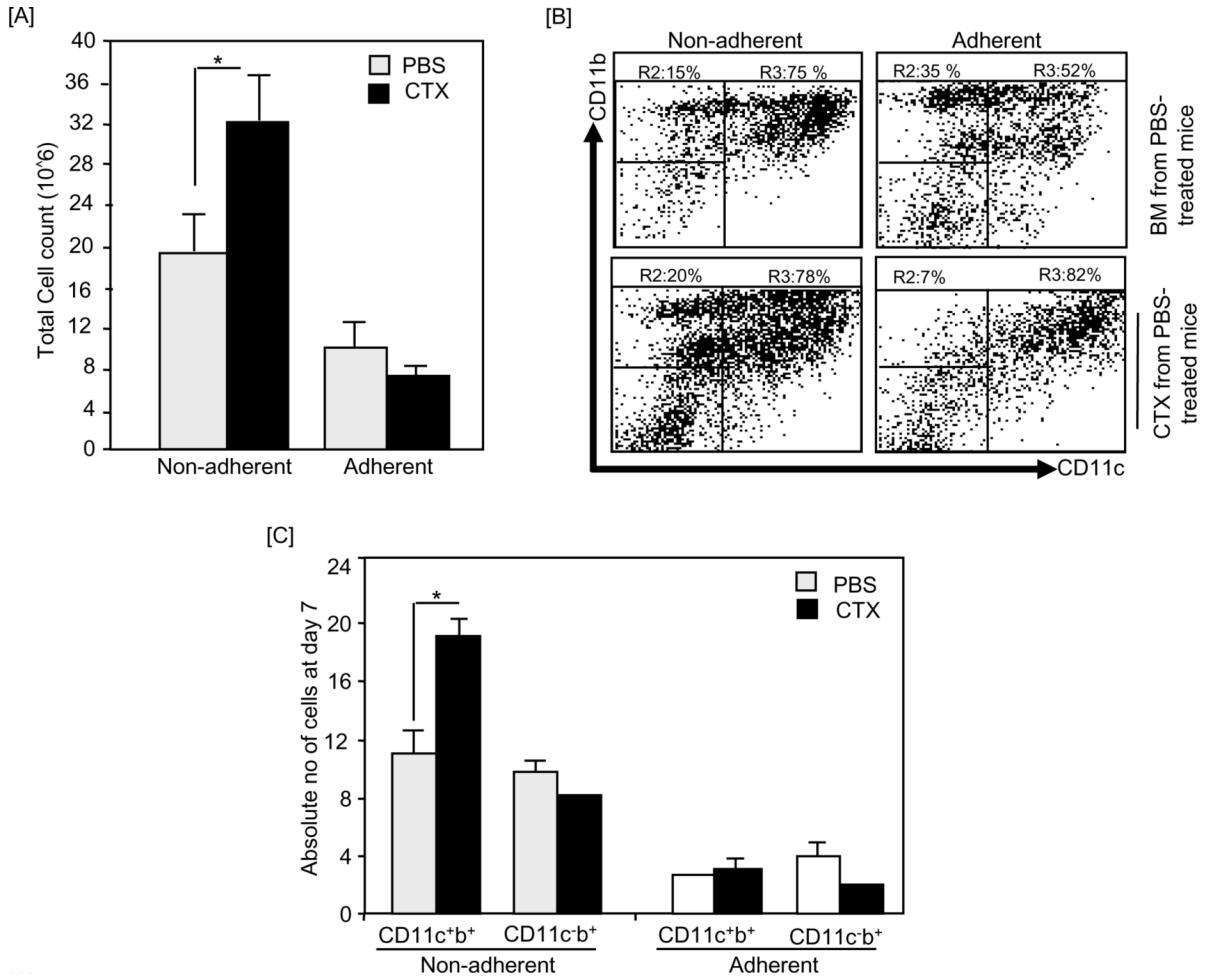 [A]
40
36
32
28
24
20
16
12
8
4
0
Total Cell count (10^6)
*
PBS
CTX
Non-adherent
Adherent
[B]
Non-adherent
Adherent
CD11b
R2:15%
R3:75 %
R2:35 %
R3:52%
BM from PBS-
treated mice
R2:20%
R3:78%
R2:7%
R3:82%
CTX from PBS-
treated mice
CD11c
[C]
24
20
16
12
8
4
0
Absolute no of cells at day 7
*
PBS
CTX
CD11c⁺b⁺
CD11c⁻b⁺
CD11c⁺b⁺
CD11c⁻b⁺
Non-adherent
Adherent